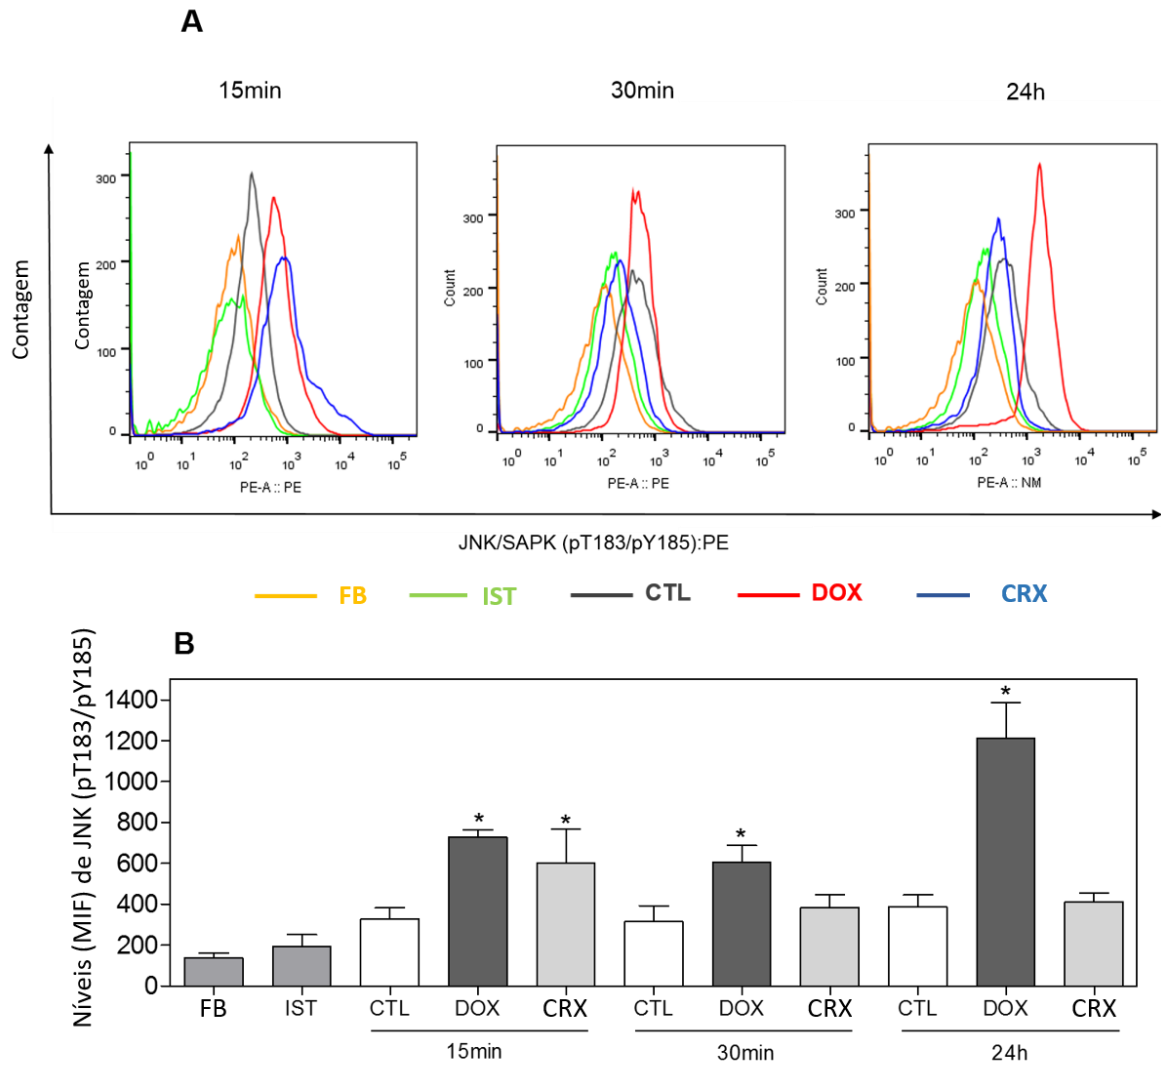 A
15min
30min
24h
Contagem
Contagem
300
200
100
0
10^0 10^1 10^2 10^3 10^4 10^5
PE-A :: PE
Count
300
200
100
0
10^0 10^1 10^2 10^3 10^4 10^5
PE-A :: PE
Count
300
200
100
0
10^0 10^1 10^2 10^3 10^4 10^5
PE-A :: NM
JNK/SAPK (pT183/pY185):PE
FB IST CTL DOX CRX
B
Níveis (MIF) de JNK (pT183/pY185)
1400
1200
1000
800
600
400
200
0
* * * *
FB IST CTL DOX CRX CTL DOX CRX CTL DOX CRX
15min 30min 24h